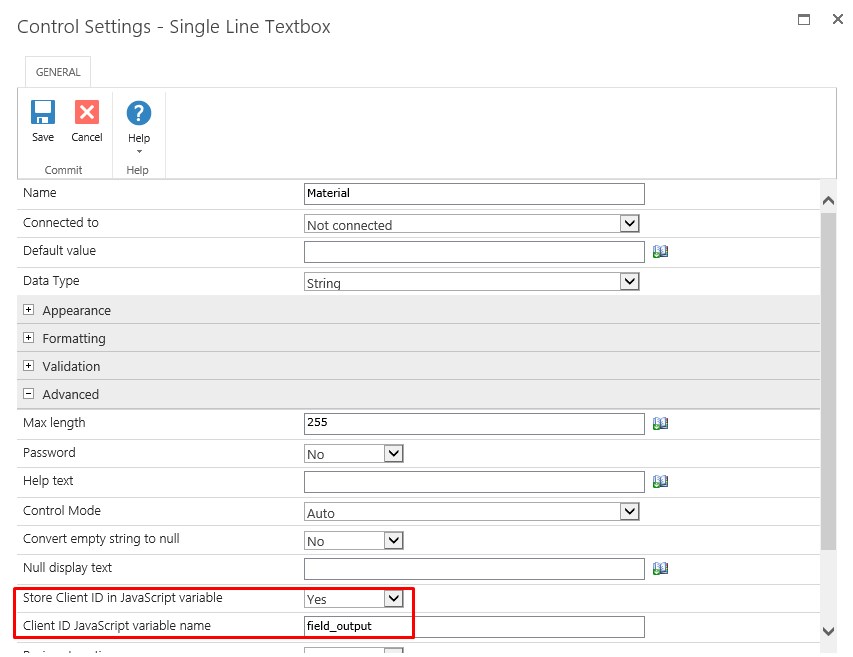 Control Settings - Single Line Textbox
GENERAL
Save Cancel Help
Commit Help
Name Material
Connected to Not connected
Default value
Data Type String
Appearance
Formatting
Validation
Advanced
Max length 255
Password No
Help text
Control Mode Auto
Convert empty string to null No
Null display text
Store Client ID in JavaScript variable Yes
Client ID JavaScript variable name field_output